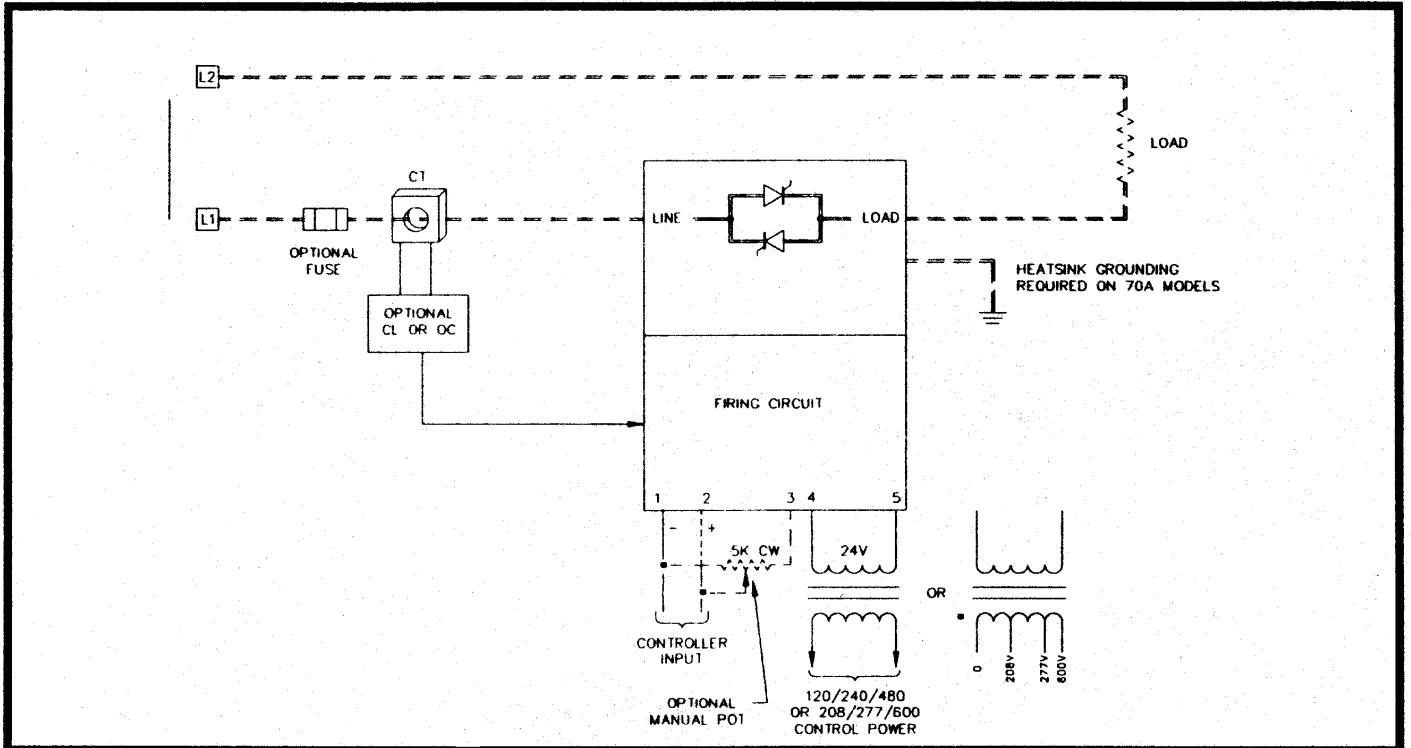 L2
LOAD
CT
L1
LINE
LOAD
OPTIONAL
FUSE
HEATSINK GROUNDING
REQUIRED ON 70A MODELS
OPTIONAL
CL OR OC
FIRING CIRCUIT
1 2 3 4 5
- +
5K CW
24V
OR
CONTROLLER
INPUT
0 208V 277V 600V
OPTIONAL
MANUAL POT
120/240/480
OR 208/277/600
CONTROL POWER